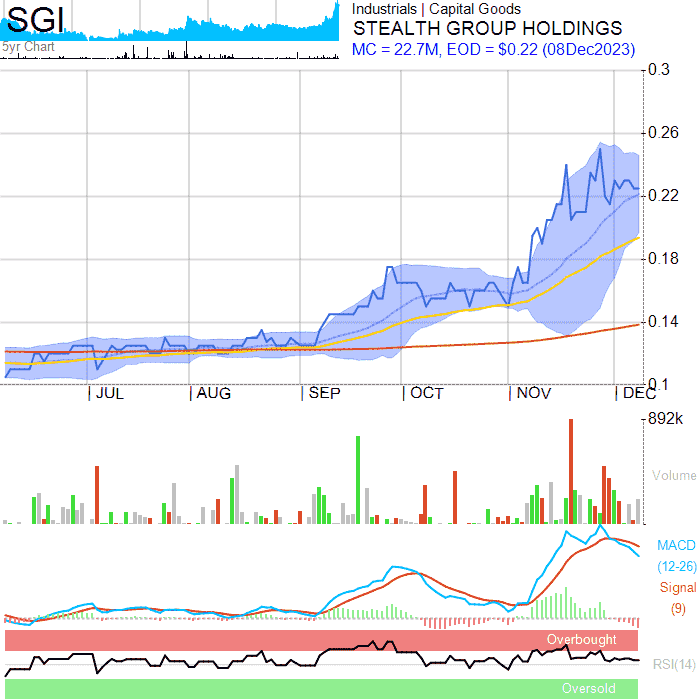 SGI
5yr Chart
Industrials | Capital Goods
STEALTH GROUP HOLDINGS
MC = 22.7M, EOD = $0.22 (08Dec2023)
0.3
0.26
0.22
0.18
0.14
0.1
JUL AUG SEP OCT NOV DEC
892k
Volume
MACD
(12-26)
Signal
(9)
Overbought
RSI(14)
Oversold